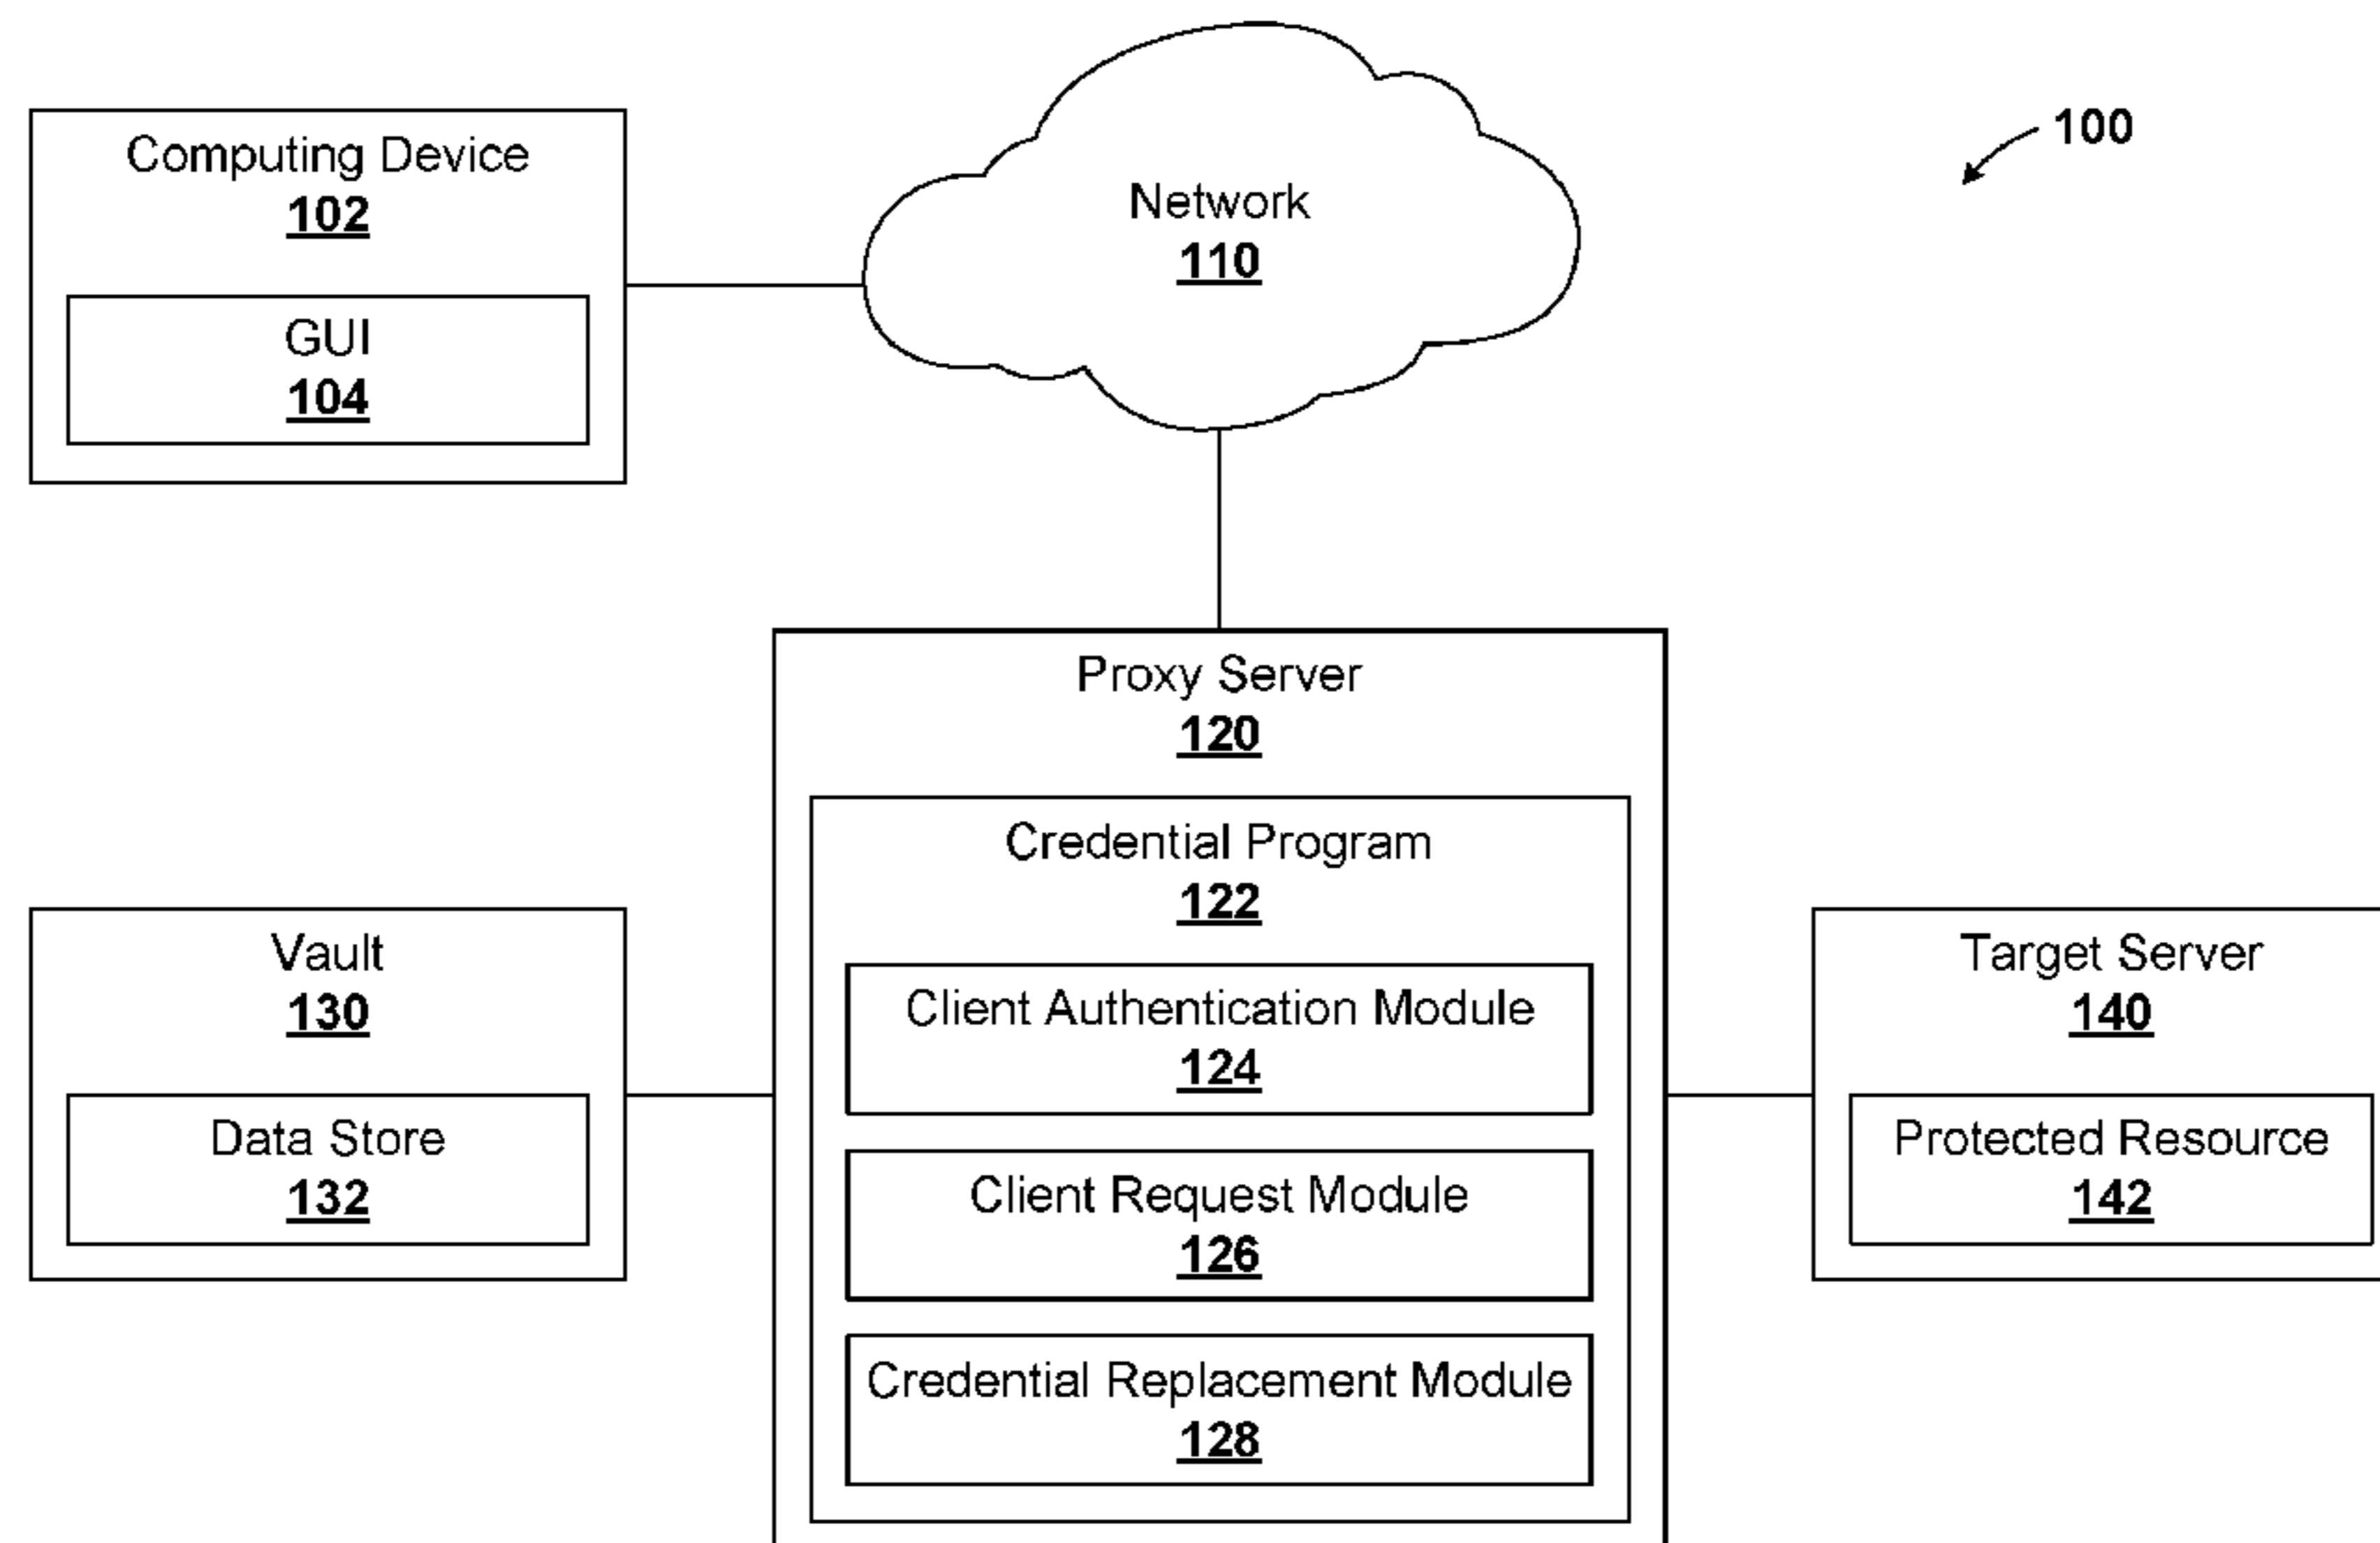 Computing Device
102
GUI
104
Network
110
100
Proxy Server
120
Credential Program
122
Client Authentication Module
124
Client Request Module
126
Credential Replacement Module
128
Vault
130
Data Store
132
Target Server
140
Protected Resource
142